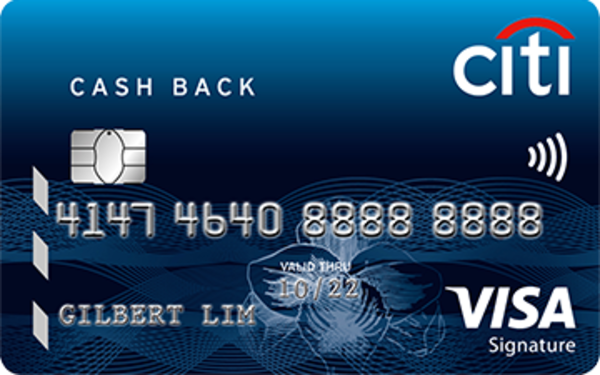 citi
CASH BACK
4147 4640 8888 8888
VALID THRU
10/22
GILBERT LIM
VISA
Signature